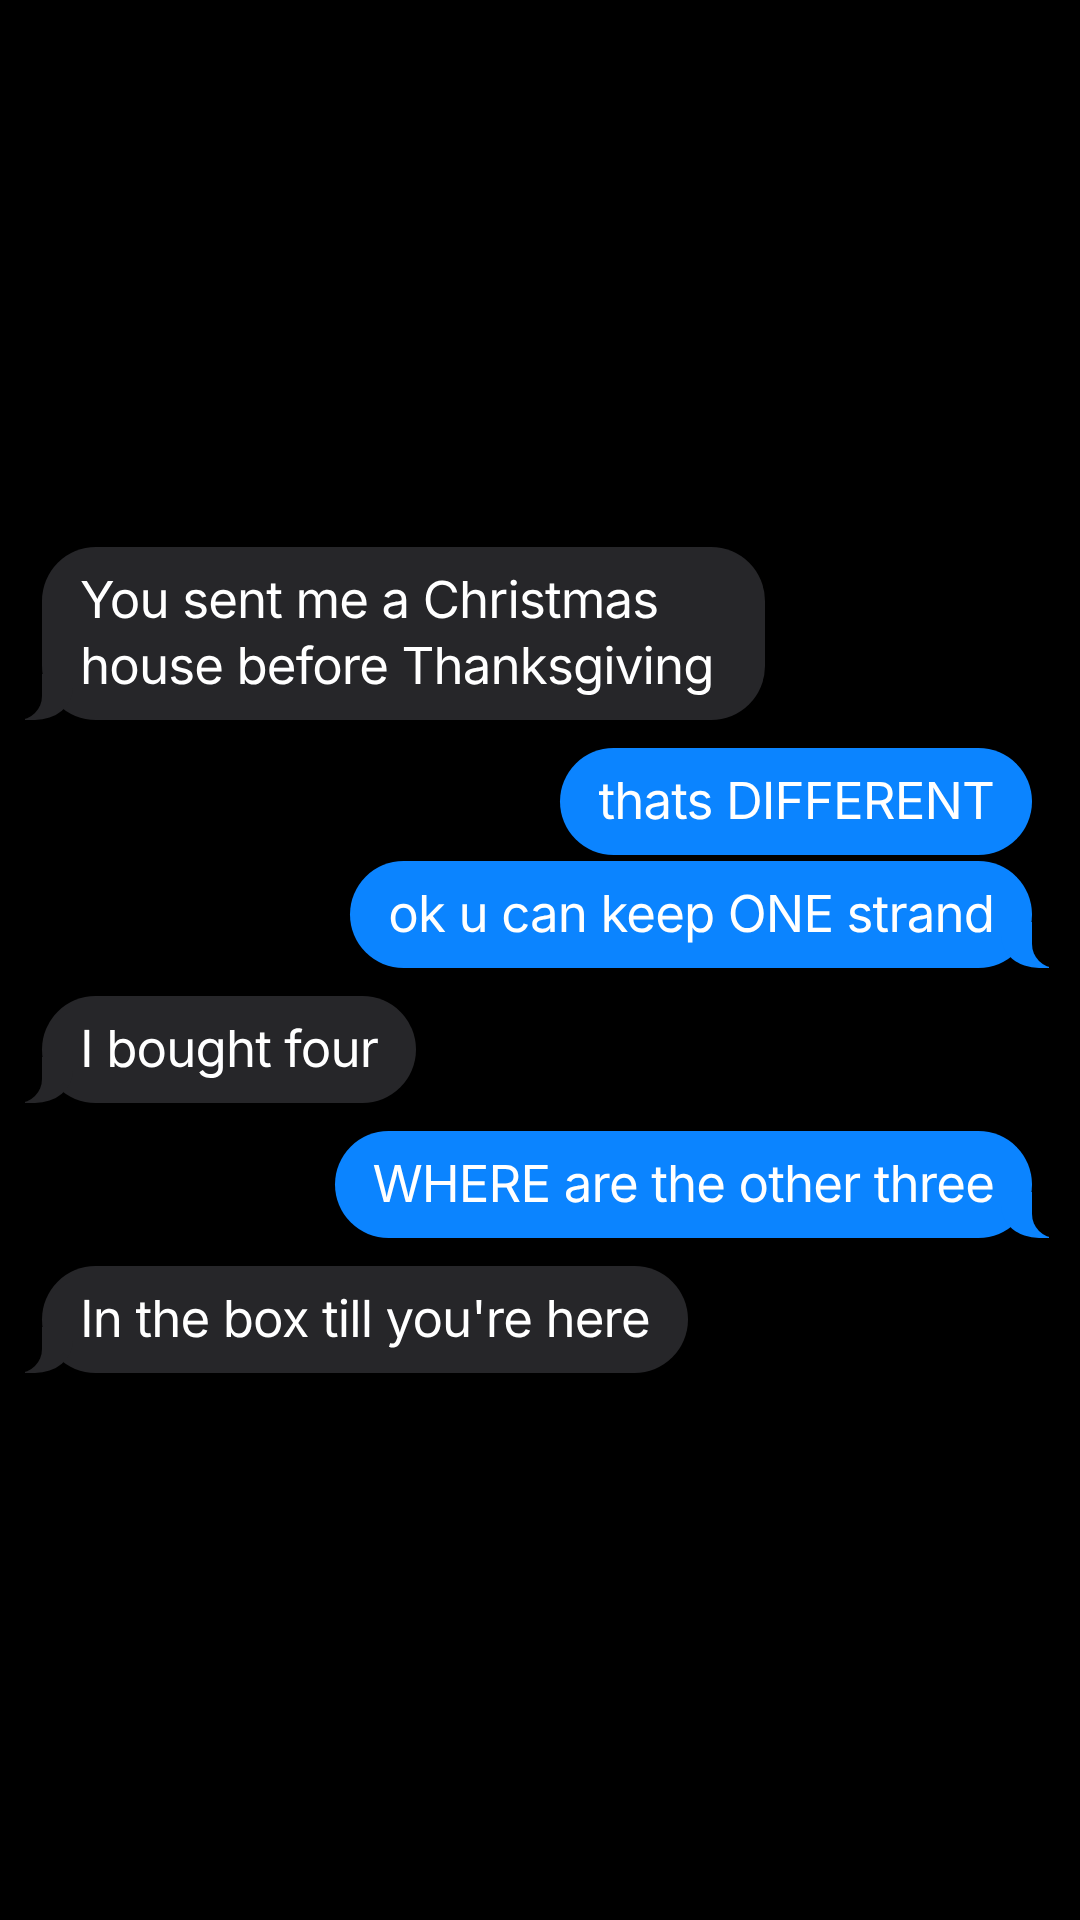 You sent me a Christmas
house before Thanksgiving
thats DIFFERENT
ok u can keep ONE strand
I bought four
WHERE are the other three
In the box till you're here